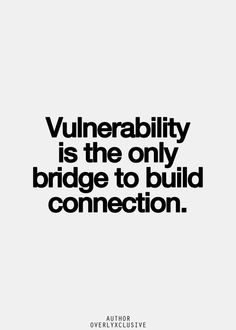 Vulnerability
is the only
bridge to build
connection.
AUTHOR
OVERLYXCLUSIVE